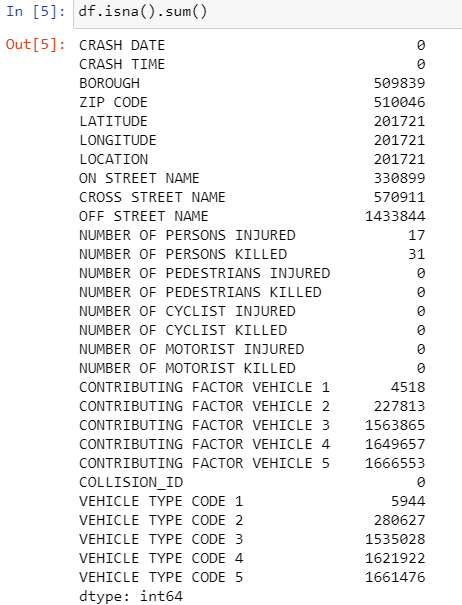 In [5]: df.isna().sum()
Out[5]: CRASH DATE 0
CRASH TIME 0
BOROUGH 509839
ZIP CODE 510046
LATITUDE 201721
LONGITUDE 201721
LOCATION 201721
ON STREET NAME 330899
CROSS STREET NAME 570911
OFF STREET NAME 1433844
NUMBER OF PERSONS INJURED 17
NUMBER OF PERSONS KILLED 31
NUMBER OF PEDESTRIANS INJURED 0
NUMBER OF PEDESTRIANS KILLED 0
NUMBER OF CYCLIST INJURED 0
NUMBER OF CYCLIST KILLED 0
NUMBER OF MOTORIST INJURED 0
NUMBER OF MOTORIST KILLED 0
CONTRIBUTING FACTOR VEHICLE 1 4518
CONTRIBUTING FACTOR VEHICLE 2 227813
CONTRIBUTING FACTOR VEHICLE 3 1563865
CONTRIBUTING FACTOR VEHICLE 4 1649657
CONTRIBUTING FACTOR VEHICLE 5 1666553
COLLISION_ID 0
VEHICLE TYPE CODE 1 5944
VEHICLE TYPE CODE 2 280627
VEHICLE TYPE CODE 3 1535028
VEHICLE TYPE CODE 4 1621922
VEHICLE TYPE CODE 5 1661476
dtype: int64